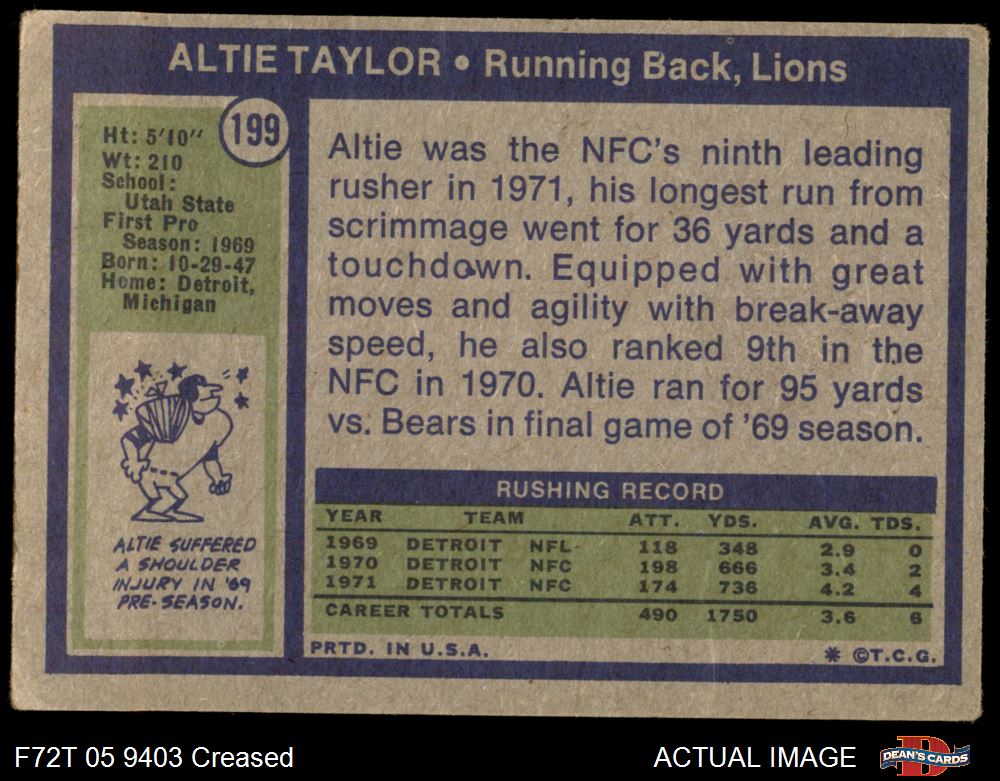 ALTIE TAYLOR • Running Back, Lions
199
Ht: 5'10"
Wt: 210
School:
Utah State
First Pro
Season: 1969
Born: 10-29-47
Home: Detroit,
Michigan
Altie was the NFC's ninth leading
rusher in 1971, his longest run from
scrimmage went for 36 yards and a
touchdown. Equipped with great
moves and agility with break-away
speed, he also ranked 9th in the
NFC in 1970. Altie ran for 95 yards
vs. Bears in final game of '69 season.
ALTIE SUFFERED
A SHOULDER
INJURY IN '69
PRE-SEASON.
RUSHING RECORD
YEAR TEAM ATT. YDS. AVG. TDS.
1969 DETROIT NFL 118 348 2.9 0
1970 DETROIT NFC 198 666 3.4 2
1971 DETROIT NFC 174 736 4.2 4
CAREER TOTALS 490 1750 3.6 6
PRTD. IN U.S.A. * ©T.C.G.
F72T 05 9403 Creased
ACTUAL IMAGE
D
DEAN'S CARDS